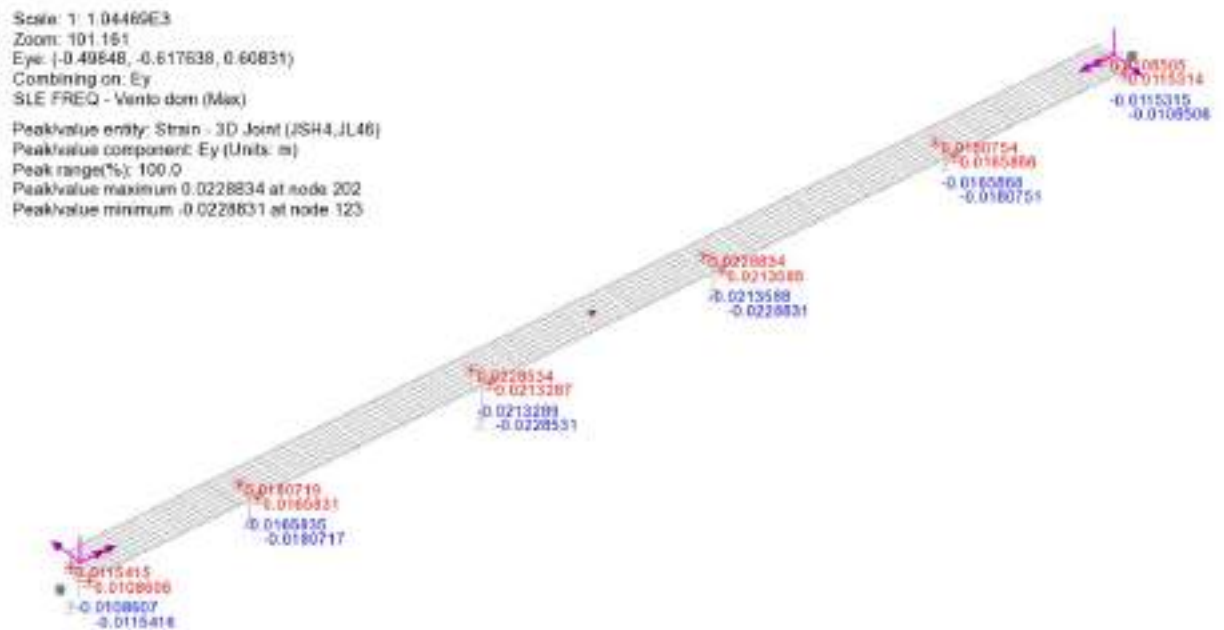 Scale: 1: 1.04469E3
Zoom: 101.161
Eye: (-0.49848, -0.617638, 0.60831)
Combining on: Ey
SLE FREQ - Vento dom (Max)
Peak/value entity: Strain - 3D Joint (JSH4,JL46)
Peak/value component: Ey (Units: m)
Peak range(%): 100.0
Peak/value maximum 0.0228834 at node 202
Peak/value minimum -0.0228831 at node 123
0.0115314
-0.0115315
-0.0108506
0.0180754
0.0165866
-0.0165868
-0.0180751
0.0228834
-0.0213588
-0.0228831
0.0228534
0.0213287
-0.0213289
-0.0228531
0.0180719
0.0165831
-0.0165835
-0.0180717
0.0115415
0.0108606
-0.0108607
-0.0115416